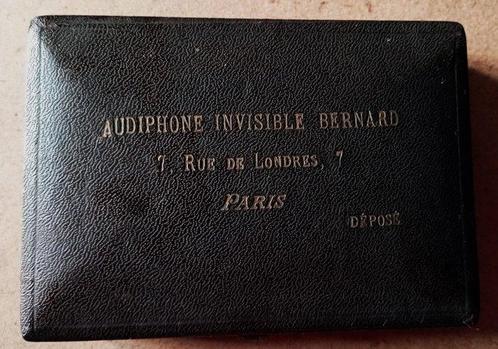 AUDIPHONE INVISIBLE BERNARD
7, RUE DE LONDRES, 7
PARIS
DÉPOSÉ